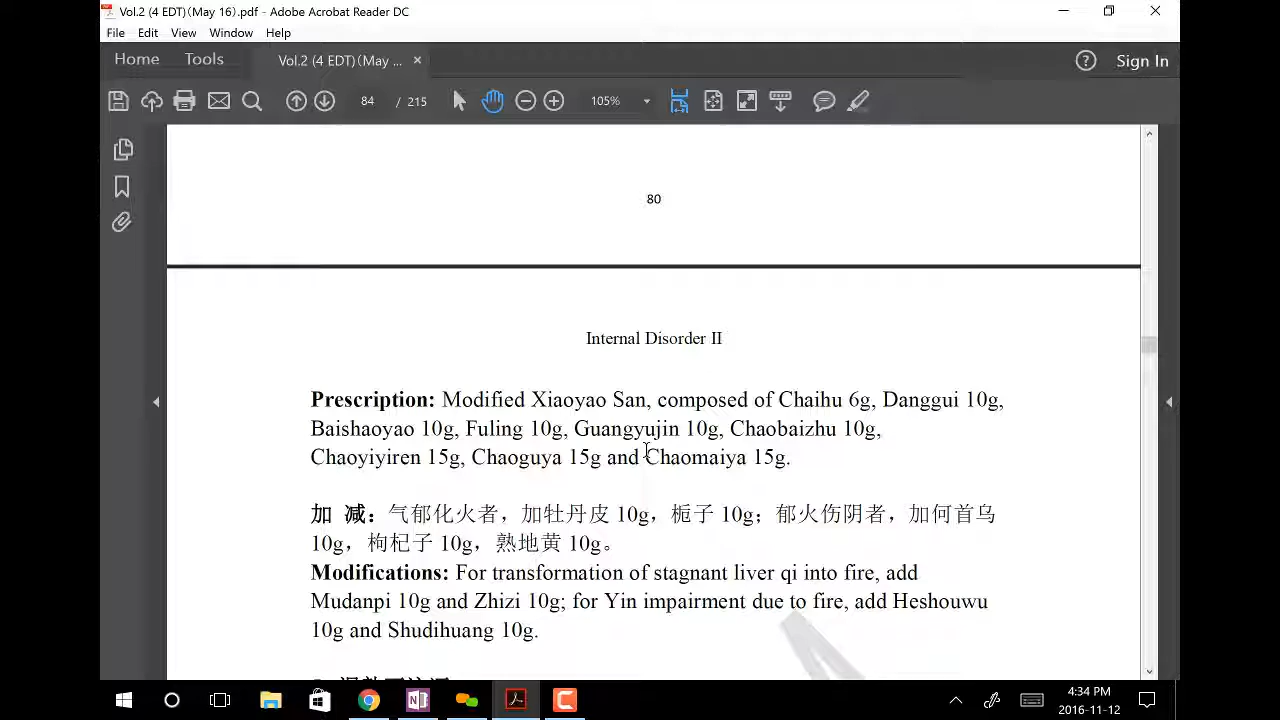 Vol.2 (4 EDT)(May 16).pdf - Adobe Acrobat Reader DC
File Edit View Window Help
Home Tools Vol.2 (4 EDT)(May ... × Sign In
84 / 215 105%
80
Internal Disorder II
Prescription: Modified Xiaoyao San, composed of Chaihu 6g, Danggui 10g,
Baishaoyao 10g, Fuling 10g, Guangyujin 10g, Chaobaizhu 10g,
Chaoyiyiren 15g, Chaoguya 15g and Chaomaiya 15g.
加 减：气郁化火者，加牡丹皮 10g，栀子 10g；郁火伤阴者，加何首乌
10g，枸杞子 10g，熟地黄 10g。
Modifications: For transformation of stagnant liver qi into fire, add
Mudanpi 10g and Zhizi 10g; for Yin impairment due to fire, add Heshouwu
10g and Shudihuang 10g.
4:34 PM
2016-11-12